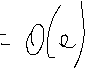 = O(e)